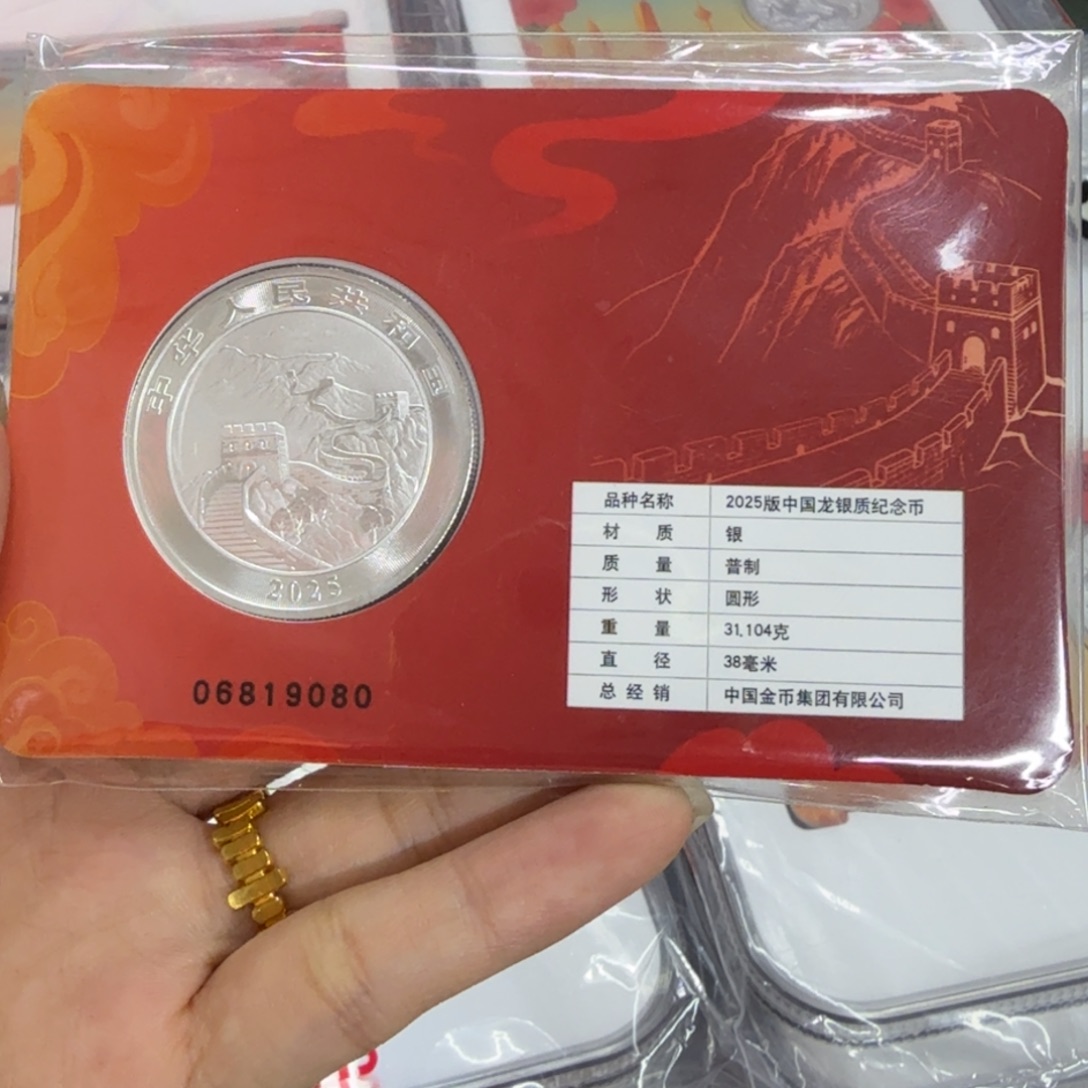 中华人民共和国
2025
06819080
品种名称 2025版中国龙银质纪念币
材 质 银
质 量 普制
形 状 圆形
重 量 31.104克
直 径 38毫米
总 经 销 中国金币集团有限公司